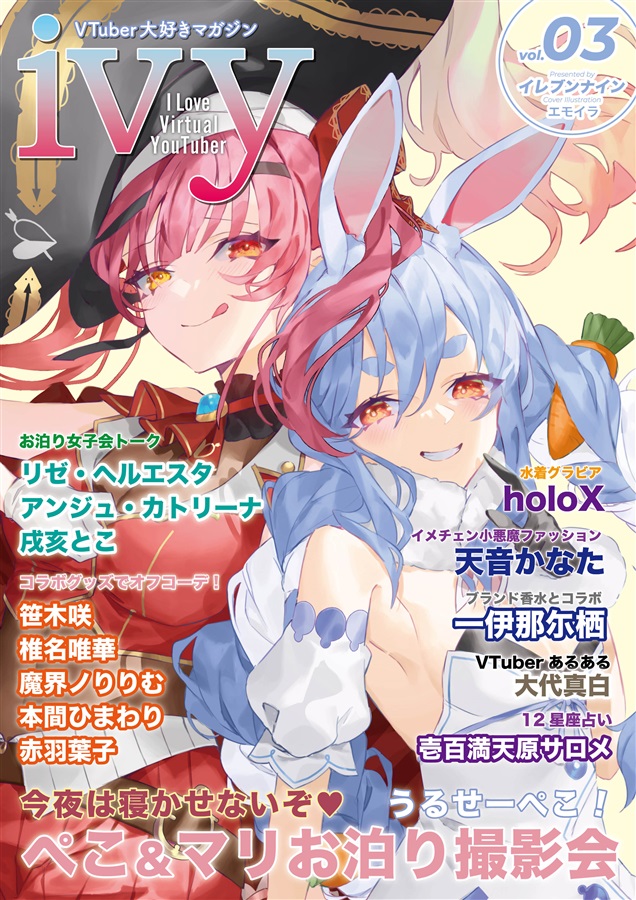 VTuber大好きマガジン
ivy
I Love
Virtual
YouTuber
vol.03
Presented by
イレブンナイン
Cover Illustration
エモイラ
お泊り女子会トーク
リゼ・ヘルエスタ
アンジュ・カトリーナ
戌亥とこ
コラボグッズでオフコーデ！
笹木咲
椎名唯華
魔界ノりりむ
本間ひまわり
赤羽葉子
水着グラビア
holoX
イメチェン小悪魔ファッション
天音かなた
ブランド香水とコラボ
一伊那尓栖
VTuberあるある
大代真白
12星座占い
壱百満天原サロメ
今夜は寝かせないぞ♥ うるせーぺこ！
ぺこ&マリお泊り撮影会